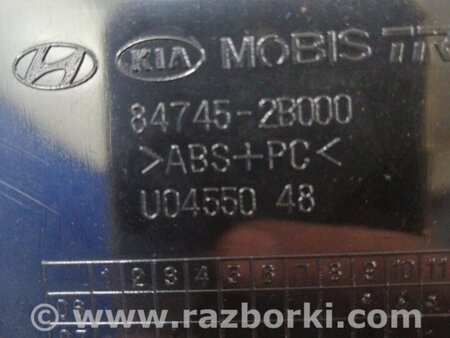 KIA MOBIS TR
84745-2B000
>ABS+PC<
U04550 48
1 2 3 4 5 6 7 8 9 10 11
www.razborki.com